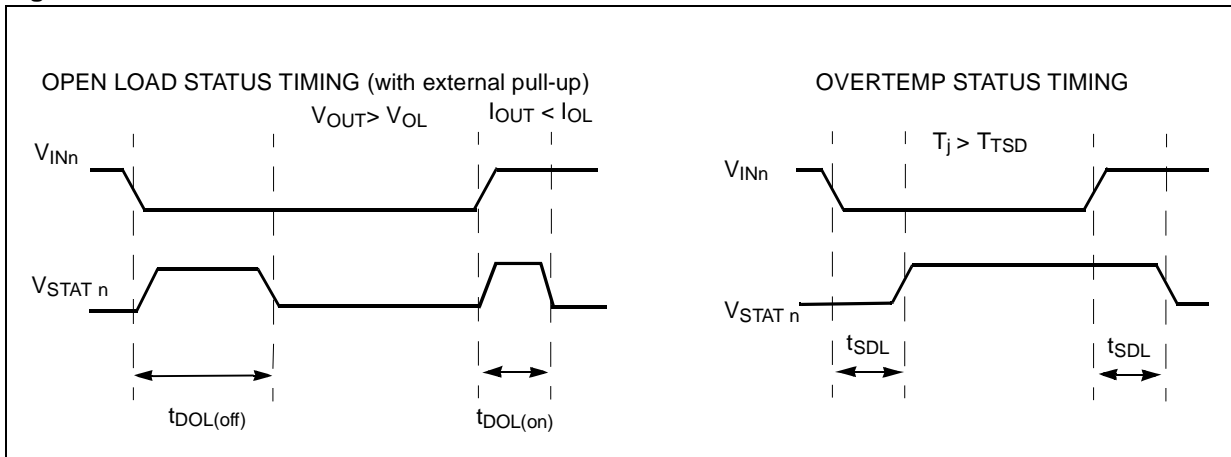 OPEN LOAD STATUS TIMING (with external pull-up)
VOUT> VOL
IOUT < IOL
VINn
VSTAT n
tDOL(off)
tDOL(on)
OVERTEMP STATUS TIMING
Tj > TTSD
VINn
VSTAT n
tSDL
tSDL